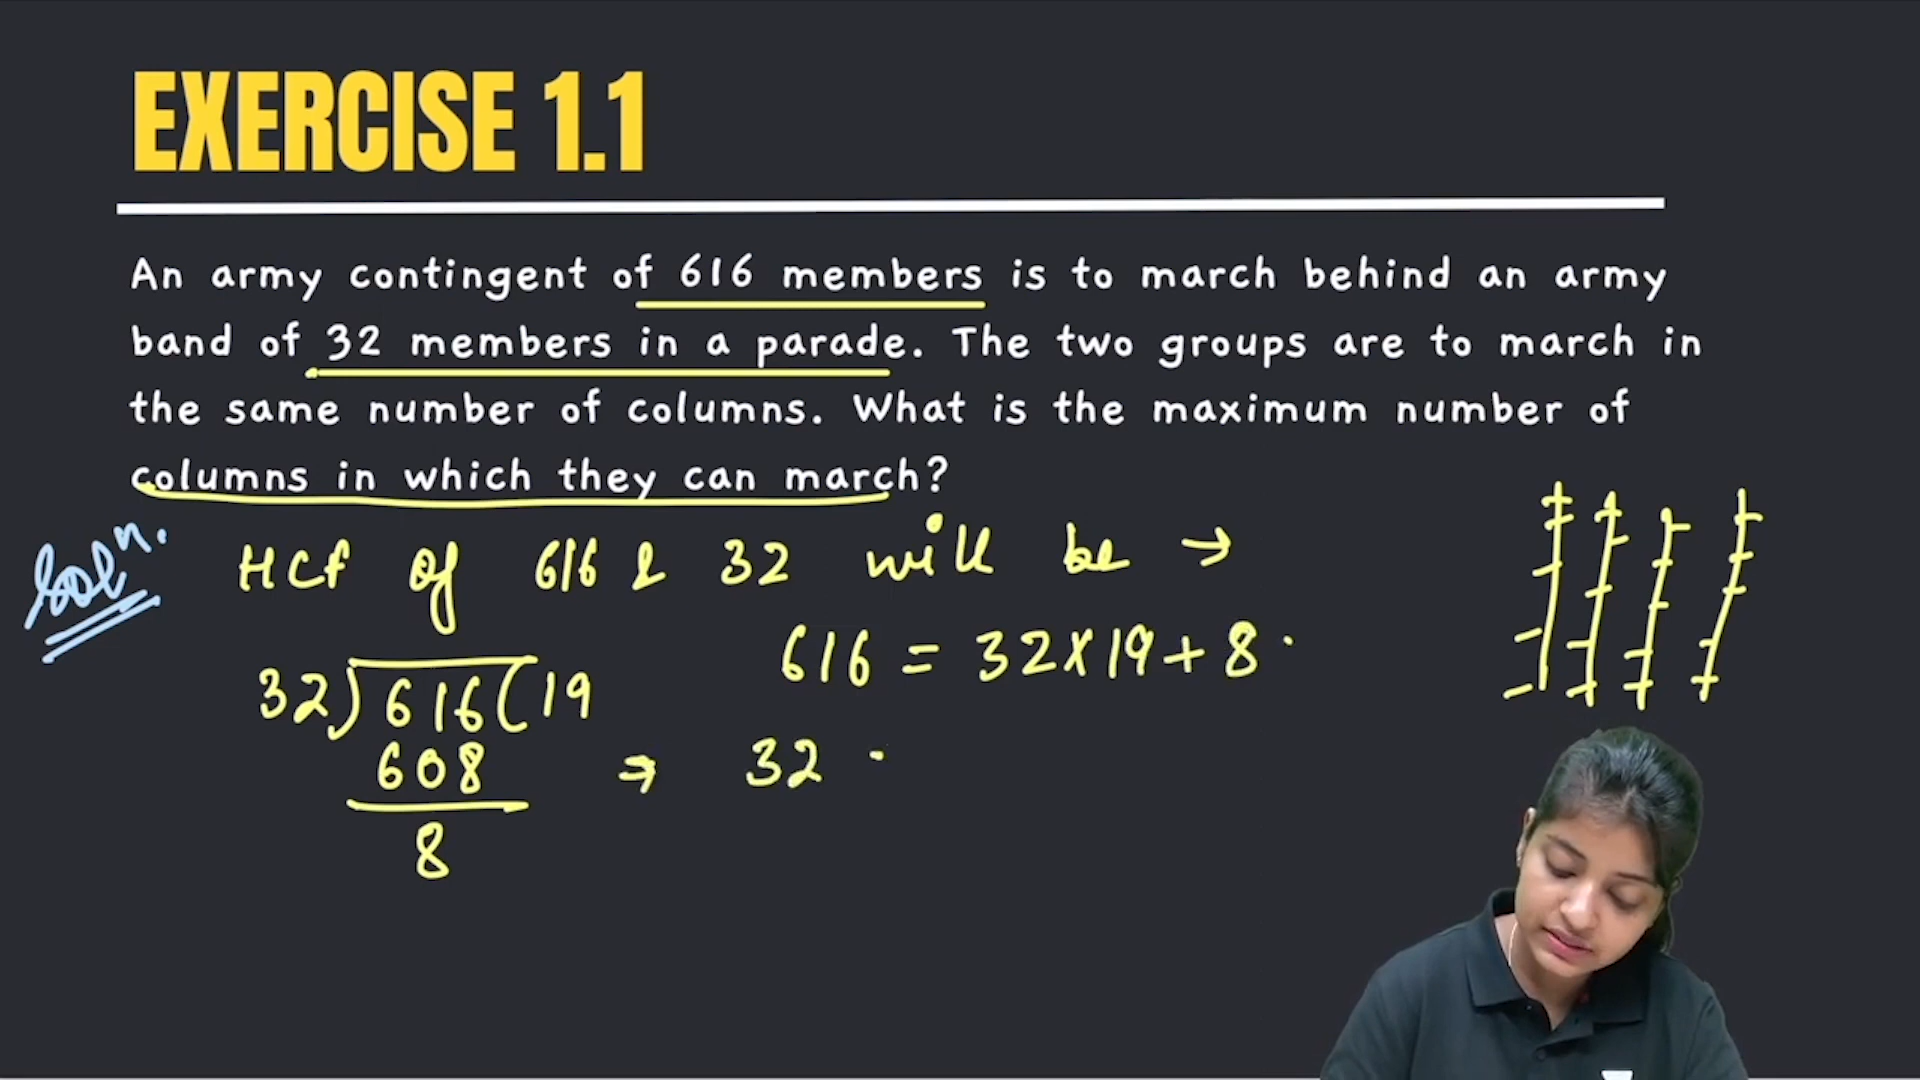 EXERCISE 1.1
An army contingent of 616 members is to march behind an army
band of 32 members in a parade. The two groups are to march in
the same number of columns. What is the maximum number of
columns in which they can march?
Soln.
HCF of 616 & 32 will be →
616 = 32×19+8.
32)616(19
608
8
⇒ 32